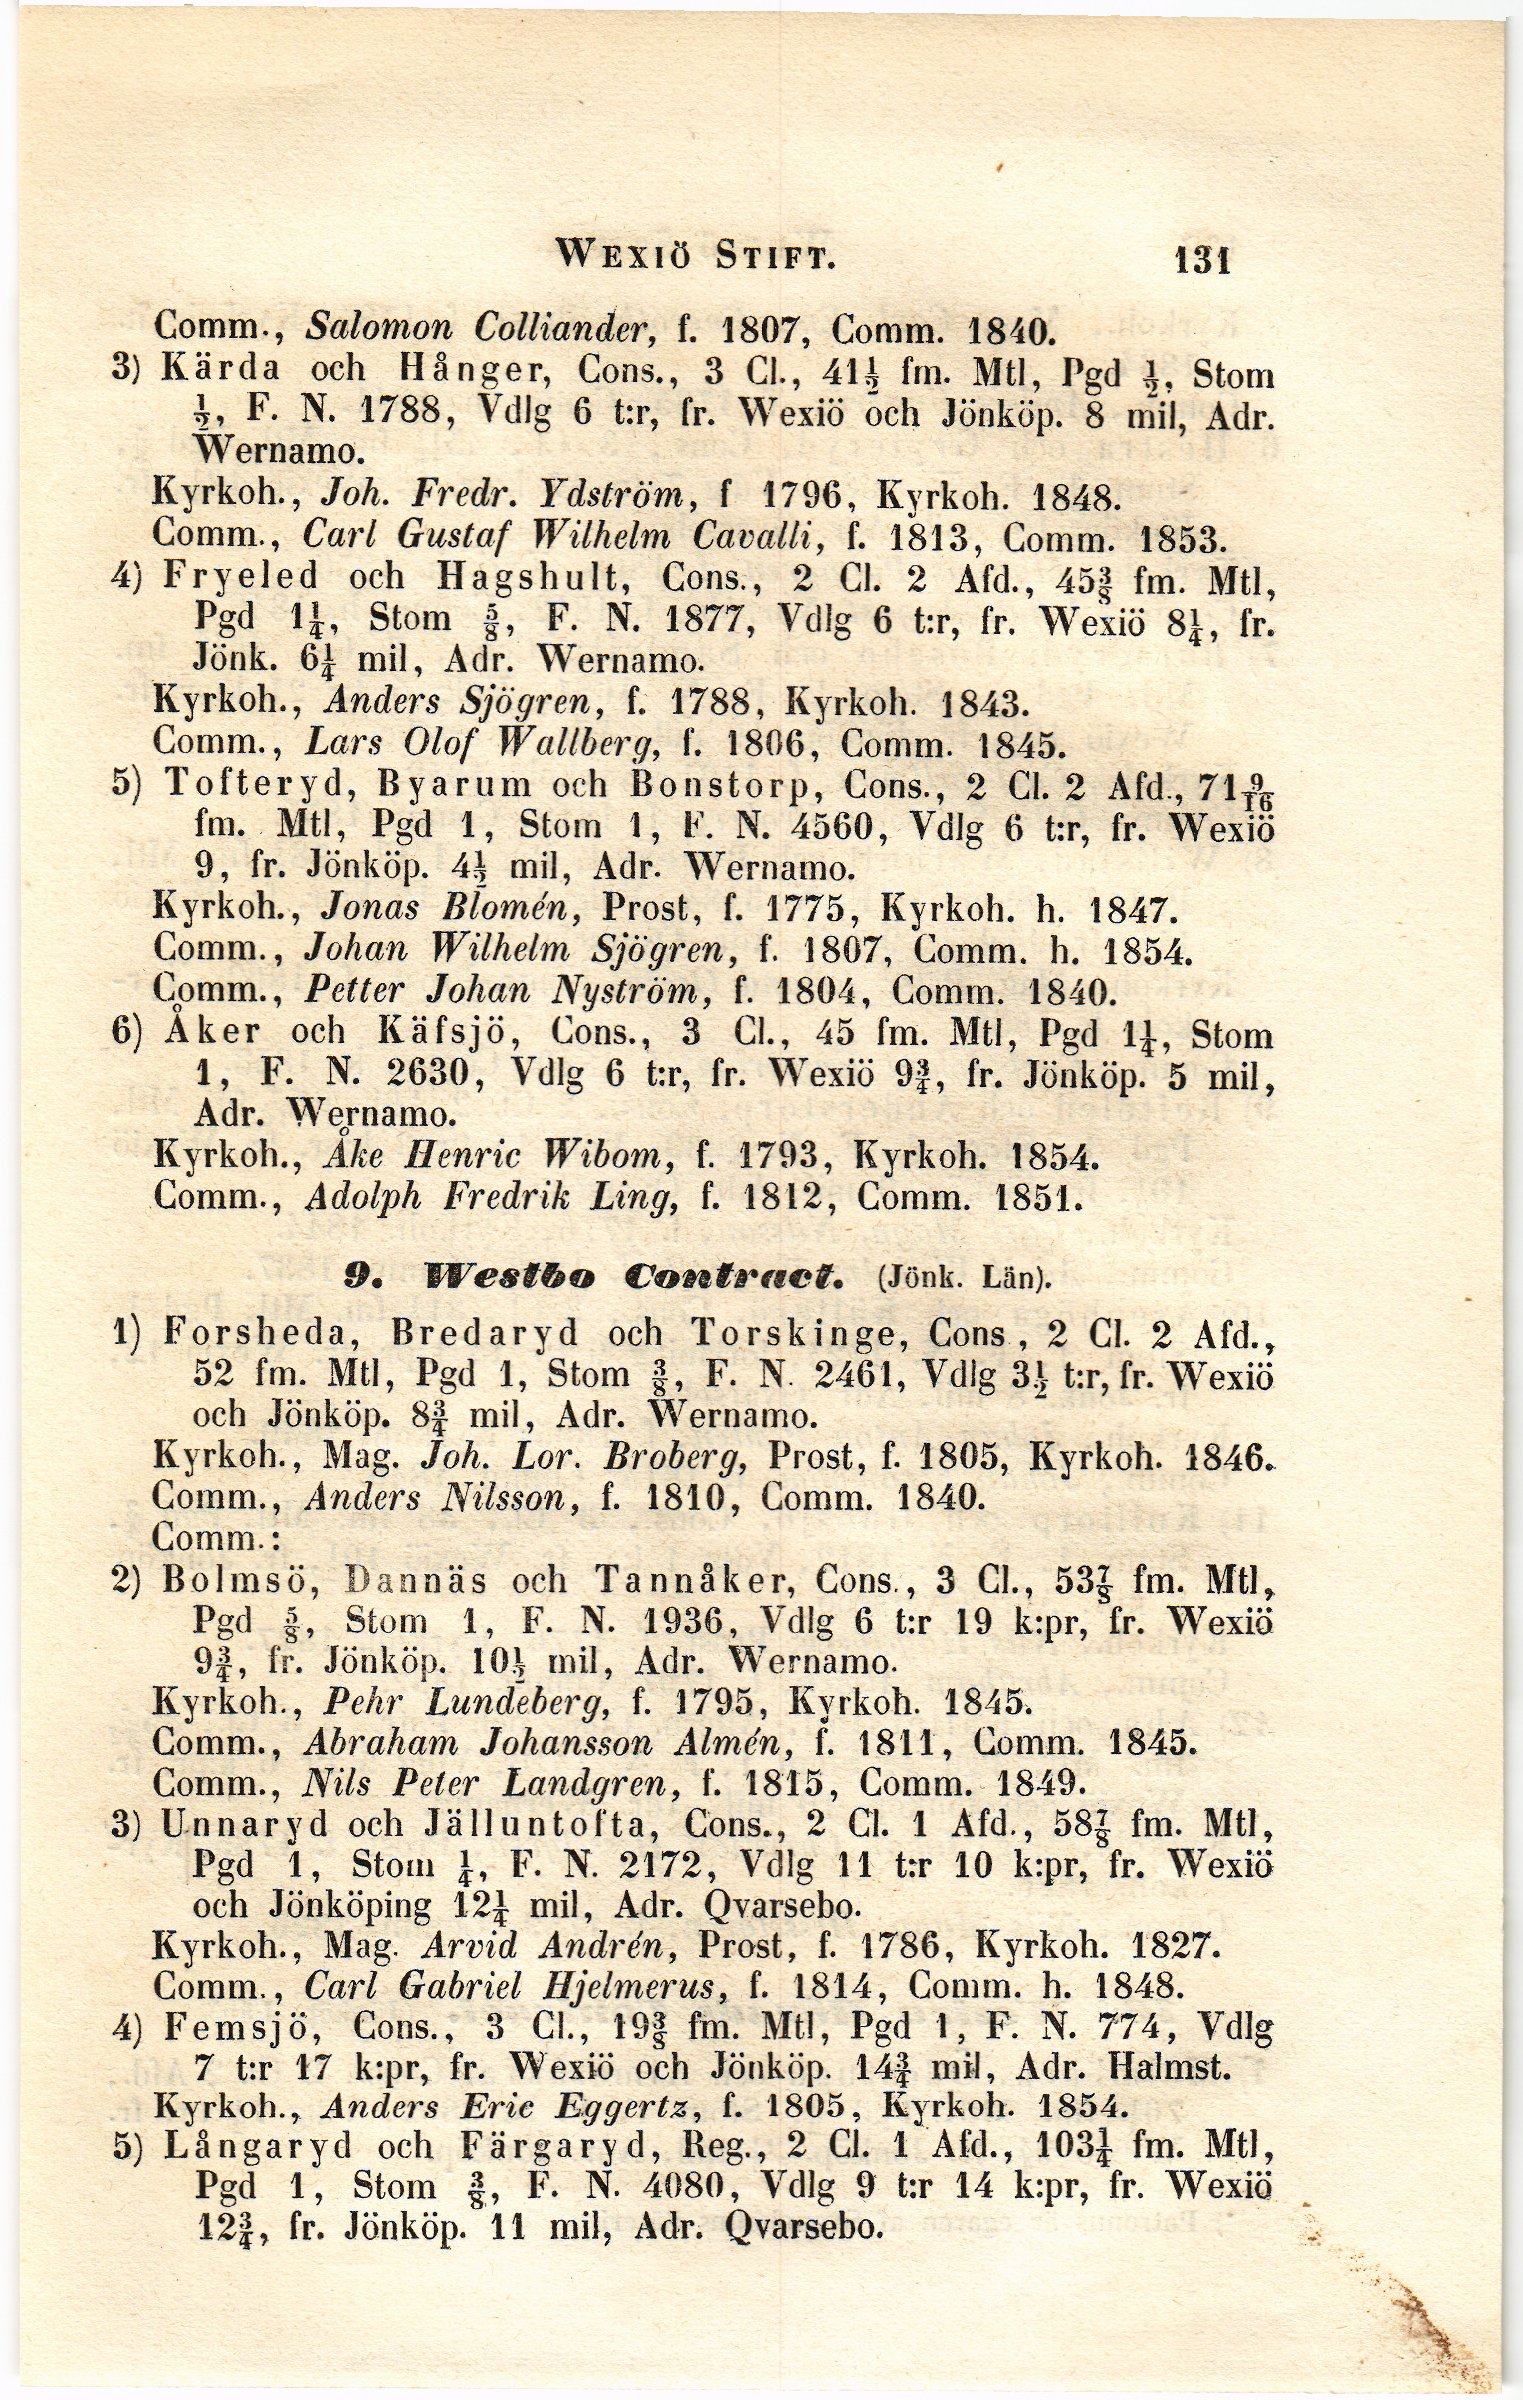 WEXIÖ STIFT. 131
Comm., Salomon Colliander, f. 1807, Comm. 1840.
3) Kärda och Hånger, Cons., 3 Cl., 41½ fm. Mtl, Pgd ½, Stom
½, F. N. 1788, Vdlg 6 t:r, fr. Wexiö och Jönköp. 8 mil, Adr.
Wernamo.
Kyrkoh., Joh. Fredr. Ydström, f 1796, Kyrkoh. 1848.
Comm., Carl Gustaf Wilhelm Cavalli, f. 1813, Comm. 1853.
4) Fryeled och Hagshult, Cons., 2 Cl. 2 Afd., 45⅜ fm. Mtl,
Pgd 1¼, Stom ⅝, F. N. 1877, Vdlg 6 t:r, fr. Wexiö 8¼, fr.
Jönk. 6¼ mil, Adr. Wernamo.
Kyrkoh., Anders Sjögren, f. 1788, Kyrkoh. 1843.
Comm., Lars Olof Wallberg, f. 1806, Comm. 1845.
5) Tofteryd, Byarum och Bonstorp, Cons., 2 Cl. 2 Afd., 71 9/16
fm. Mtl, Pgd 1, Stom 1, F. N. 4560, Vdlg 6 t:r, fr. Wexiö
9, fr. Jönköp. 4½ mil, Adr. Wernamo.
Kyrkoh., Jonas Blomén, Prost, f. 1775, Kyrkoh. h. 1847.
Comm., Johan Wilhelm Sjögren, f. 1807, Comm. h. 1854.
Comm., Petter Johan Nyström, f. 1804, Comm. 1840.
6) Åker och Käfsjö, Cons., 3 Cl., 45 fm. Mtl, Pgd 1¼, Stom
1, F. N. 2630, Vdlg 6 t:r, fr. Wexiö 9¾, fr. Jönköp. 5 mil,
Adr. Wernamo.
Kyrkoh., Åke Henric Wibom, f. 1793, Kyrkoh. 1854.
Comm., Adolph Fredrik Ling, f. 1812, Comm. 1851.
9. Westbo Contract. (Jönk. Län).
1) Forsheda, Bredaryd och Torskinge, Cons., 2 Cl. 2 Afd.,
52 fm. Mtl, Pgd 1, Stom ⅜, F. N. 2461, Vdlg 3½ t:r, fr. Wexiö
och Jönköp. 8¾ mil, Adr. Wernamo.
Kyrkoh., Mag. Joh. Lor. Broberg, Prost, f. 1805, Kyrkoh. 1846.
Comm., Anders Nilsson, f. 1810, Comm. 1840.
Comm.:
2) Bolmsö, Dannäs och Tannåker, Cons., 3 Cl., 53⅞ fm. Mtl,
Pgd ⅝, Stom 1, F. N. 1936, Vdlg 6 t:r 19 k:pr, fr. Wexiö
9¾, fr. Jönköp. 10½ mil, Adr. Wernamo.
Kyrkoh., Pehr Lundeberg, f. 1795, Kyrkoh. 1845.
Comm., Abraham Johansson Almén, f. 1811, Comm. 1845.
Comm., Nils Peter Landgren, f. 1815, Comm. 1849.
3) Unnaryd och Jälluntofta, Cons., 2 Cl. 1 Afd., 58⅞ fm. Mtl,
Pgd 1, Stom ¼, F. N. 2172, Vdlg 11 t:r 10 k:pr, fr. Wexiö
och Jönköping 12¼ mil, Adr. Qvarsebo.
Kyrkoh., Mag. Arvid Andrén, Prost, f. 1786, Kyrkoh. 1827.
Comm., Carl Gabriel Hjelmerus, f. 1814, Comm. h. 1848.
4) Femsjö, Cons., 3 Cl., 19⅜ fm. Mtl, Pgd 1, F. N. 774, Vdlg
7 t:r 17 k:pr, fr. Wexiö och Jönköp. 14¾ mil, Adr. Halmst.
Kyrkoh., Anders Eric Eggertz, f. 1805, Kyrkoh. 1854.
5) Långaryd och Färgaryd, Reg., 2 Cl. 1 Afd., 103¼ fm. Mtl,
Pgd 1, Stom ⅜, F. N. 4080, Vdlg 9 t:r 14 k:pr, fr. Wexiö
12¾, fr. Jönköp. 11 mil, Adr. Qvarsebo.